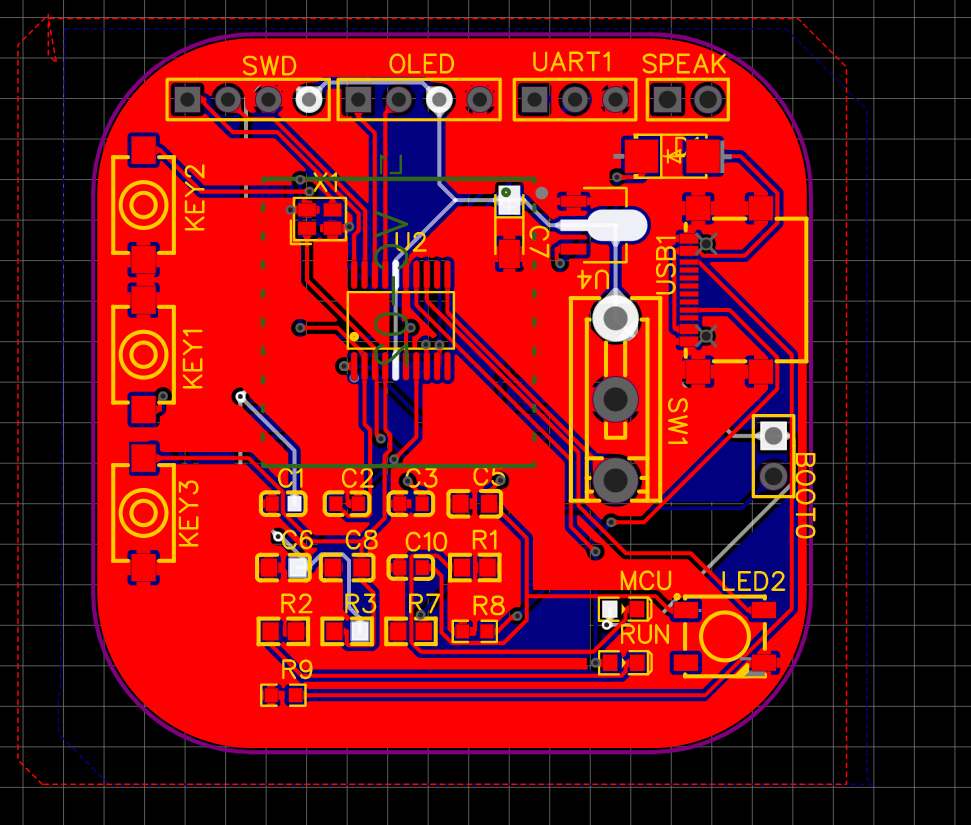 SWD
OLED
UART1
SPEAK
KEY2
X1
U2
C7
U4
USB1
KEY1
SW1
KEY3
BOOT0
C1
C2
C3
C5
C6
C8
C10
R1
R2
R3
R7
R8
MCU
RUN
LED2
R9